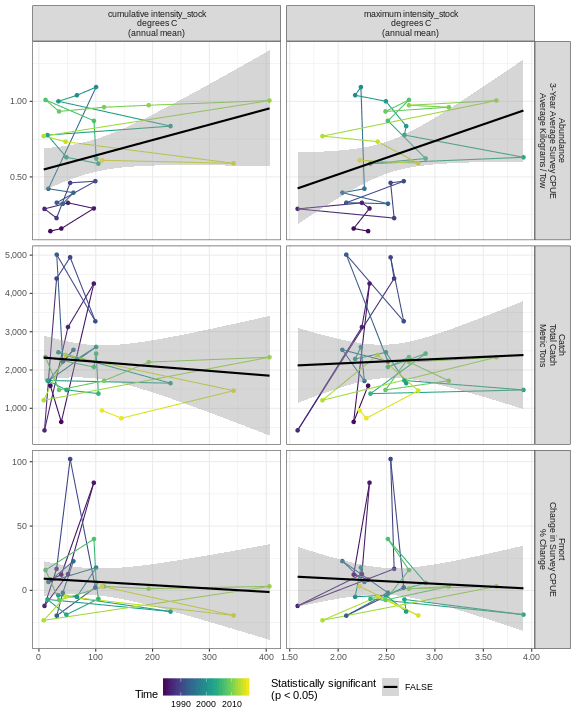 cumulative intensity_stock
degrees C
(annual mean)
maximum intensity_stock
degrees C
(annual mean)
1.00
0.50
Abundance
3-Year Average Survey CPUE
Average Kilograms / Tow
5,000
4,000
3,000
2,000
1,000
Catch
Total Catch
Metric Tons
100
50
0
Fmort
Change in Survey CPUE
% Change
0
100
200
300
400
1.50
2.00
2.50
3.00
3.50
4.00
Time
1990
2000
2010
Statistically significant
(p < 0.05)
FALSE